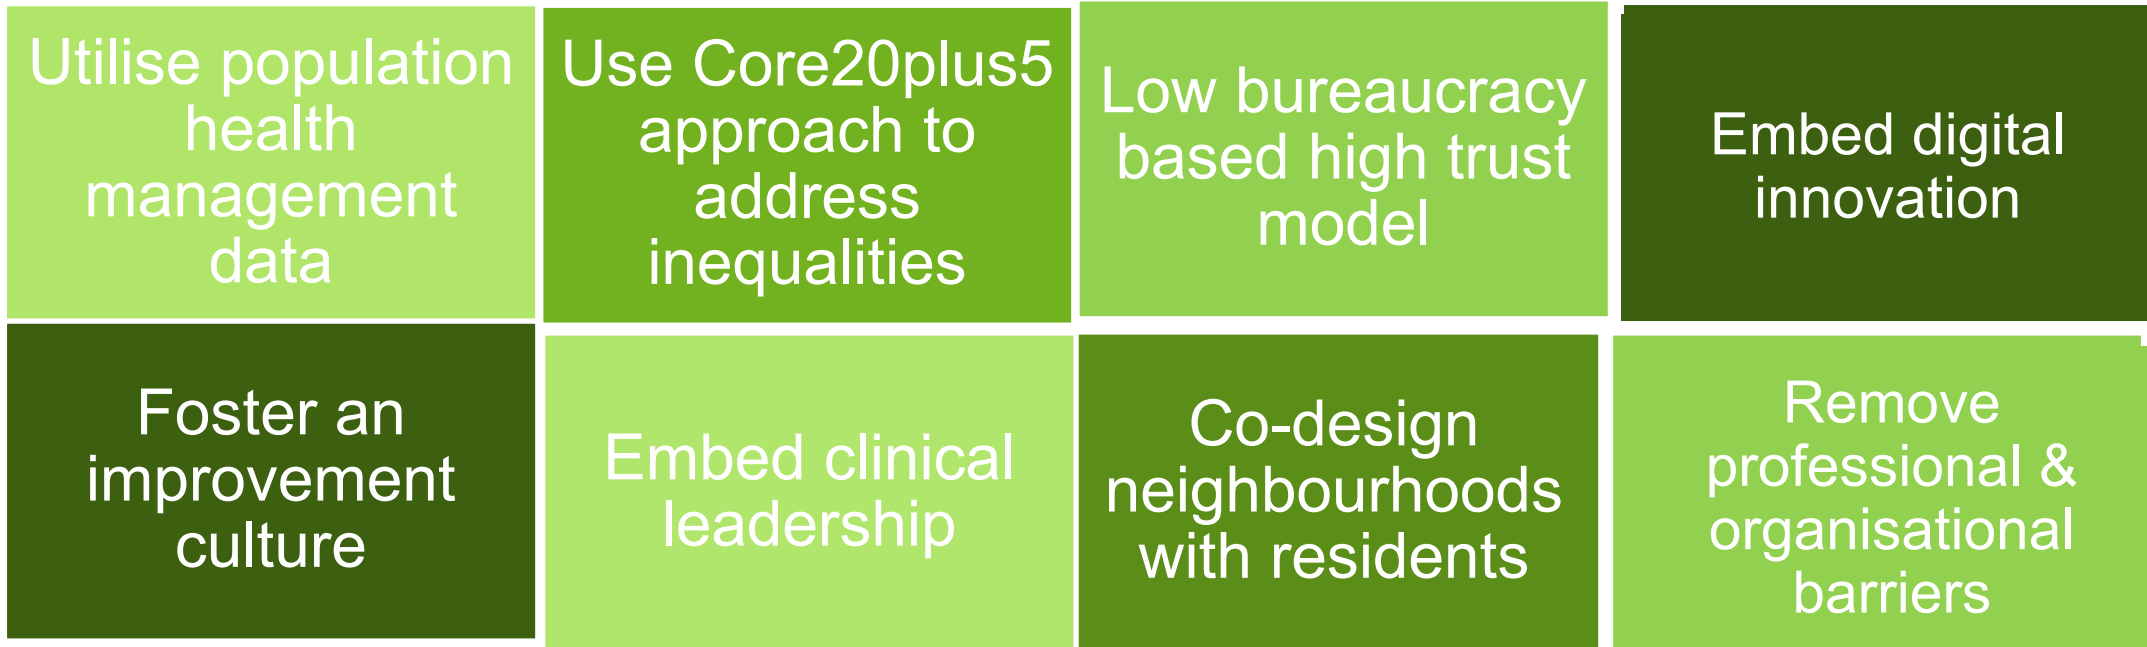 Utilise population
health
management
data
Use Core20plus5
approach to
address
inequalities
Low bureaucracy
based high trust
model
Embed digital
innovation
Foster an
improvement
culture
Embed clinical
leadership
Co-design
neighbourhoods
with residents
Remove
professional &
organisational
barriers